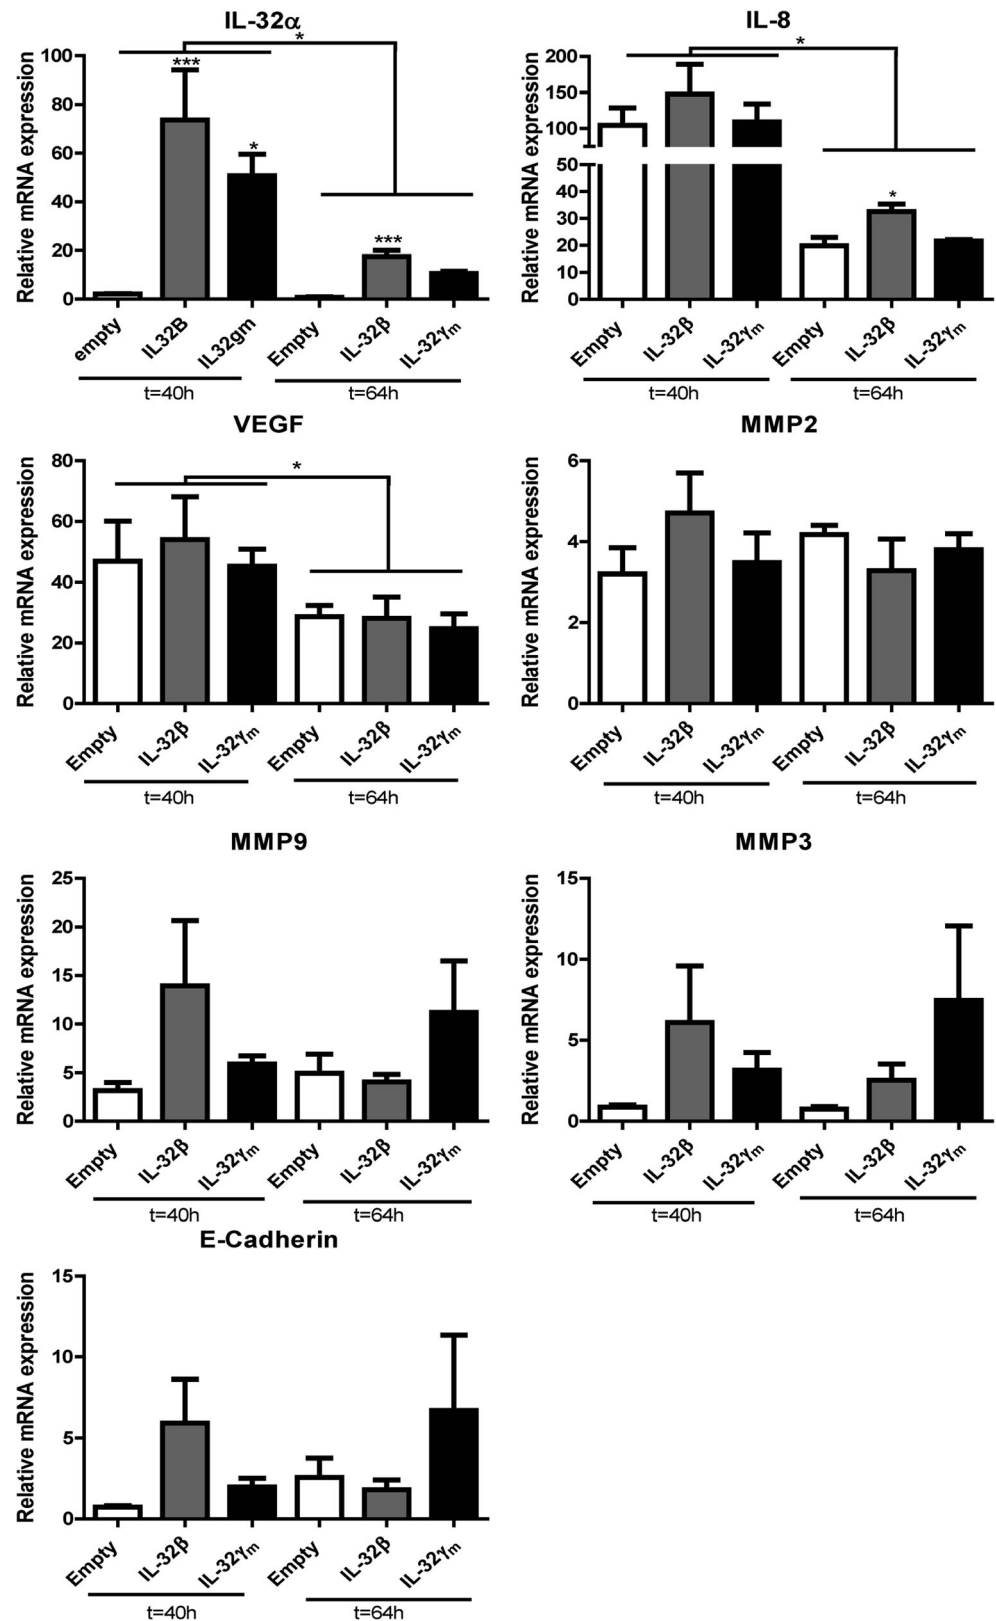 IL-32α
Relative mRNA expression
100
80
60
40
20
0
*
***
*
***
empty
IL32B
IL32gm
Empty
IL-32β
IL-32γm
t=40h
t=64h
IL-8
Relative mRNA expression
200
150
100
50
40
30
20
10
0
*
*
Empty
IL-32β
IL-32γm
Empty
IL-32β
IL-32γm
t=40h
t=64h
VEGF
Relative mRNA expression
80
60
40
20
0
*
Empty
IL-32β
IL-32γm
Empty
IL-32β
IL-32γm
t=40h
t=64h
MMP2
Relative mRNA expression
6
4
2
0
Empty
IL-32β
IL-32γm
Empty
IL-32β
IL-32γm
t=40h
t=64h
MMP9
Relative mRNA expression
25
20
15
10
5
0
Empty
IL-32β
IL-32γm
Empty
IL-32β
IL-32γm
t=40h
t=64h
MMP3
Relative mRNA expression
15
10
5
0
Empty
IL-32β
IL-32γm
Empty
IL-32β
IL-32γm
t=40h
t=64h
E-Cadherin
Relative mRNA expression
15
10
5
0
Empty
IL-32β
IL-32γm
Empty
IL-32β
IL-32γm
t=40h
t=64h